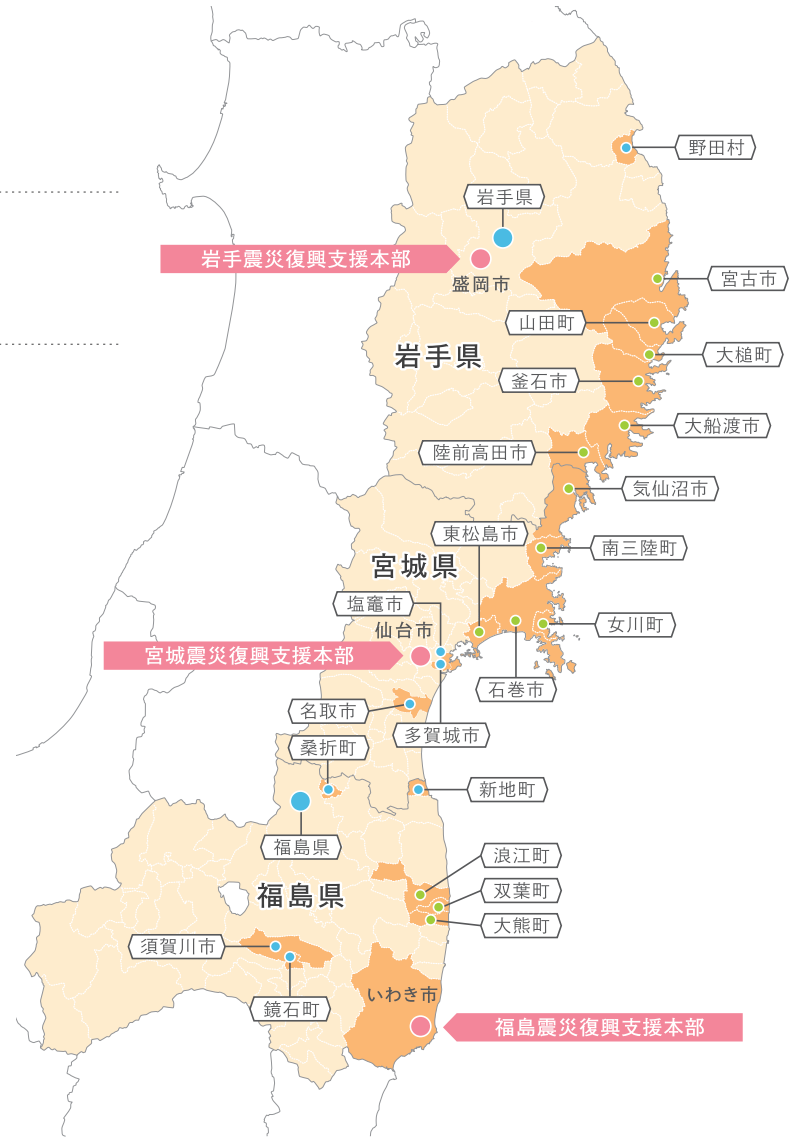 野田村
岩手県
岩手震災復興支援本部
盛岡市
宮古市
山田町
岩手県
大槌町
釜石市
大船渡市
陸前高田市
気仙沼市
東松島市
南三陸町
宮城県
塩竈市
仙台市
女川町
宮城震災復興支援本部
石巻市
名取市
多賀城市
桑折町
新地町
福島県
浪江町
双葉町
福島県
大熊町
須賀川市
いわき市
鏡石町
福島震災復興支援本部